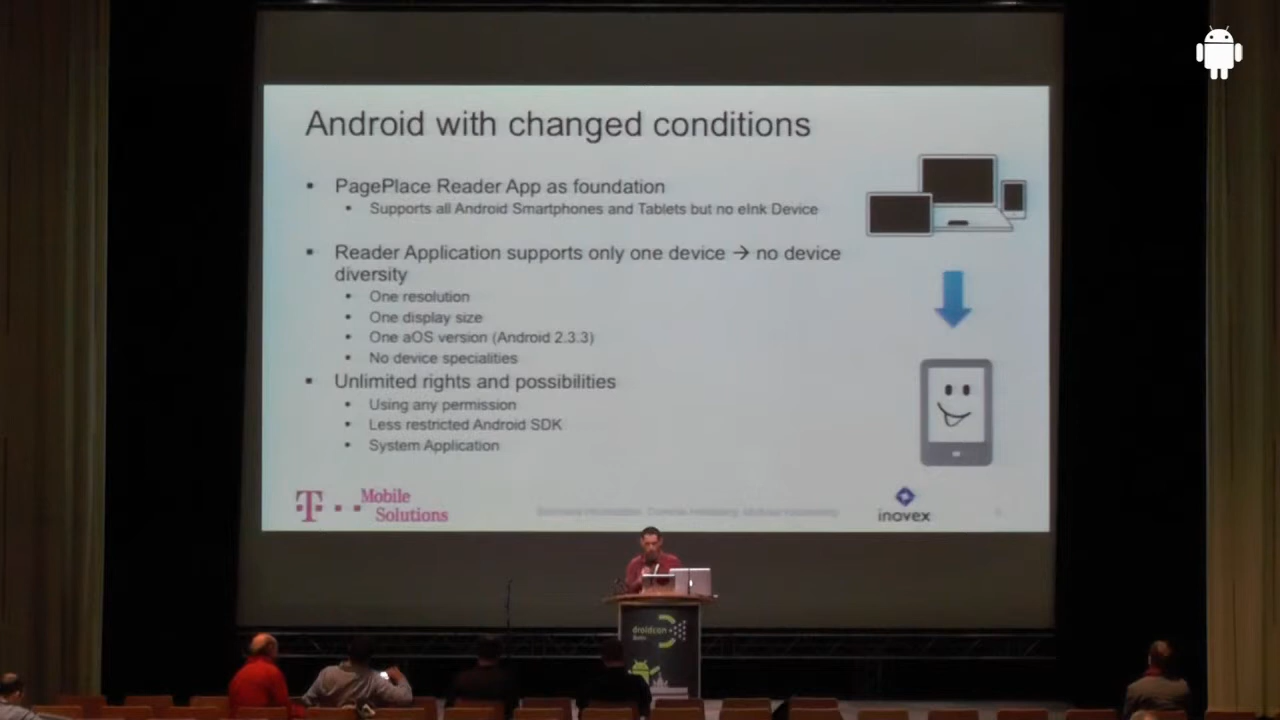 Android with changed conditions
• PagePlace Reader App as foundation
• Supports all Android Smartphones and Tablets but no eInk Device
• Reader Application supports only one device → no device
diversity
• One resolution
• One display size
• One aOS version (Android 2.3.3)
• No device specialities
• Unlimited rights and possibilities
• Using any permission
• Less restricted Android SDK
• System Application
T Mobile
Solutions
inovex
droidcon